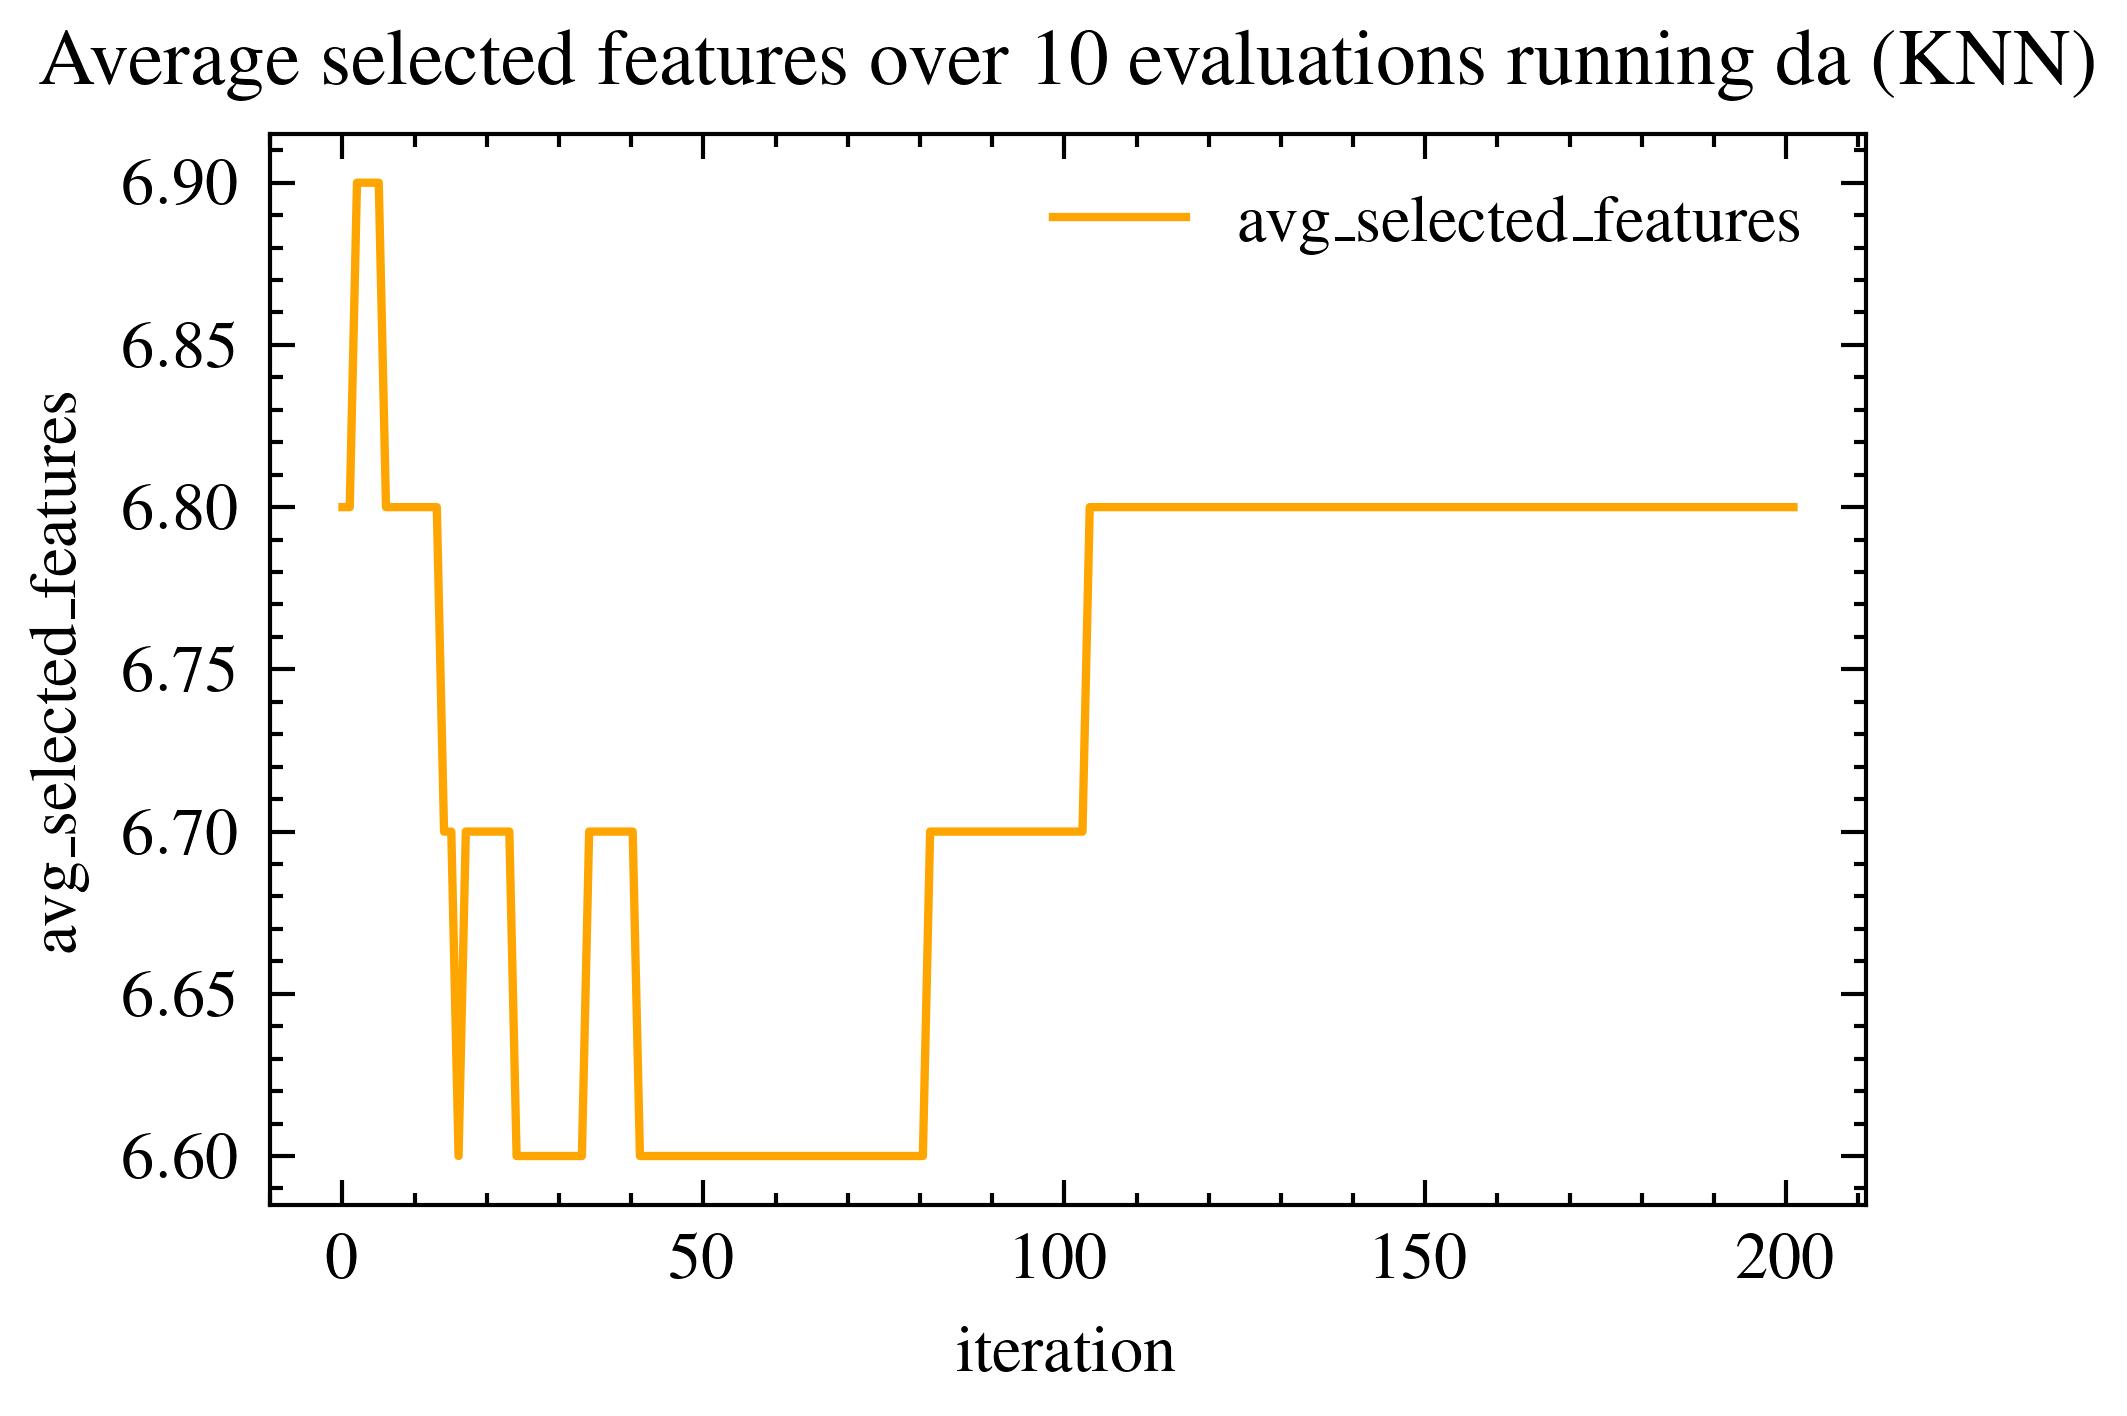 Average selected features over 10 evaluations running da (KNN)
avg_selected_features
6.90
6.85
6.80
6.75
6.70
6.65
6.60
avg_selected_features
0 50 100 150 200
iteration